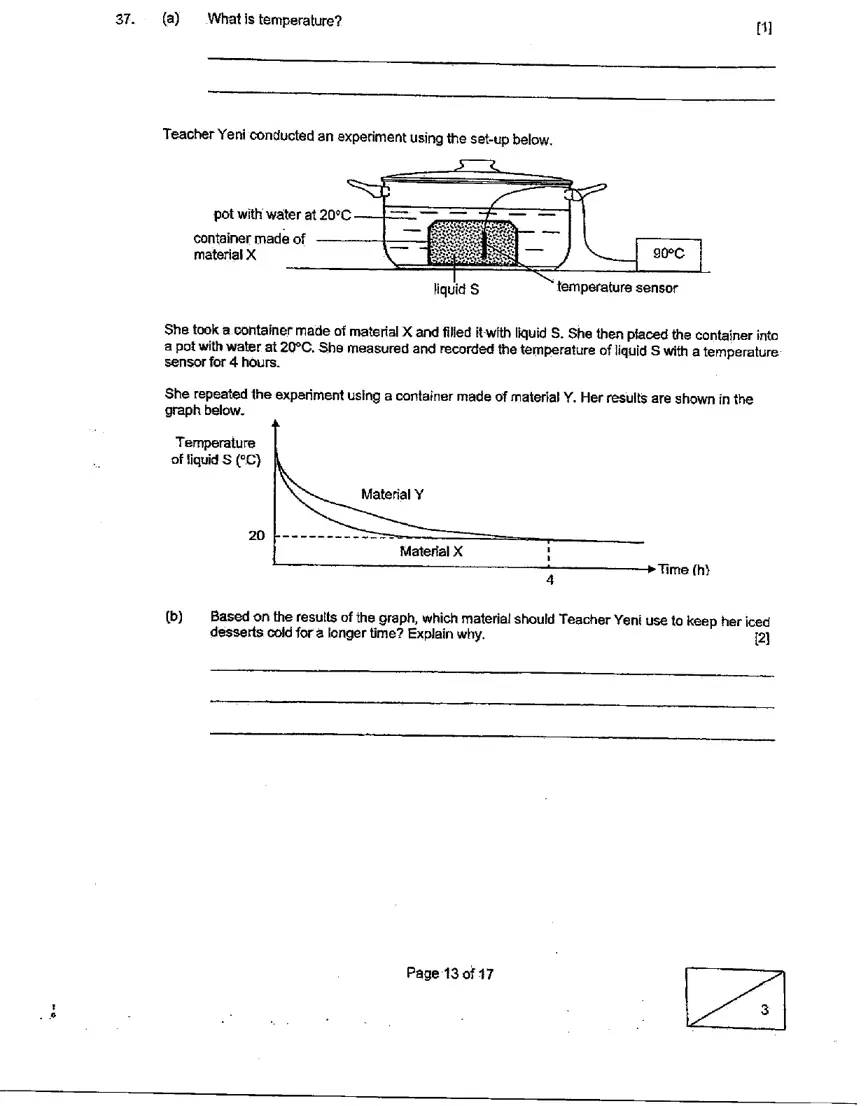 37. (a) What is temperature? [1]
Teacher Yeni conducted an experiment using the set-up below.
pot with water at 20°C
container made of
material X
90°C
liquid S
temperature sensor
She took a container made of material X and filled it with liquid S. She then placed the container into
a pot with water at 20°C. She measured and recorded the temperature of liquid S with a temperature
sensor for 4 hours.
She repeated the experiment using a container made of material Y. Her results are shown in the
graph below.
Temperature
of liquid S (°C)
Material Y
20
Material X
Time (h)
4
(b) Based on the results of the graph, which material should Teacher Yeni use to keep her iced
desserts cold for a longer time? Explain why. [2]
Page 13 of 17
3